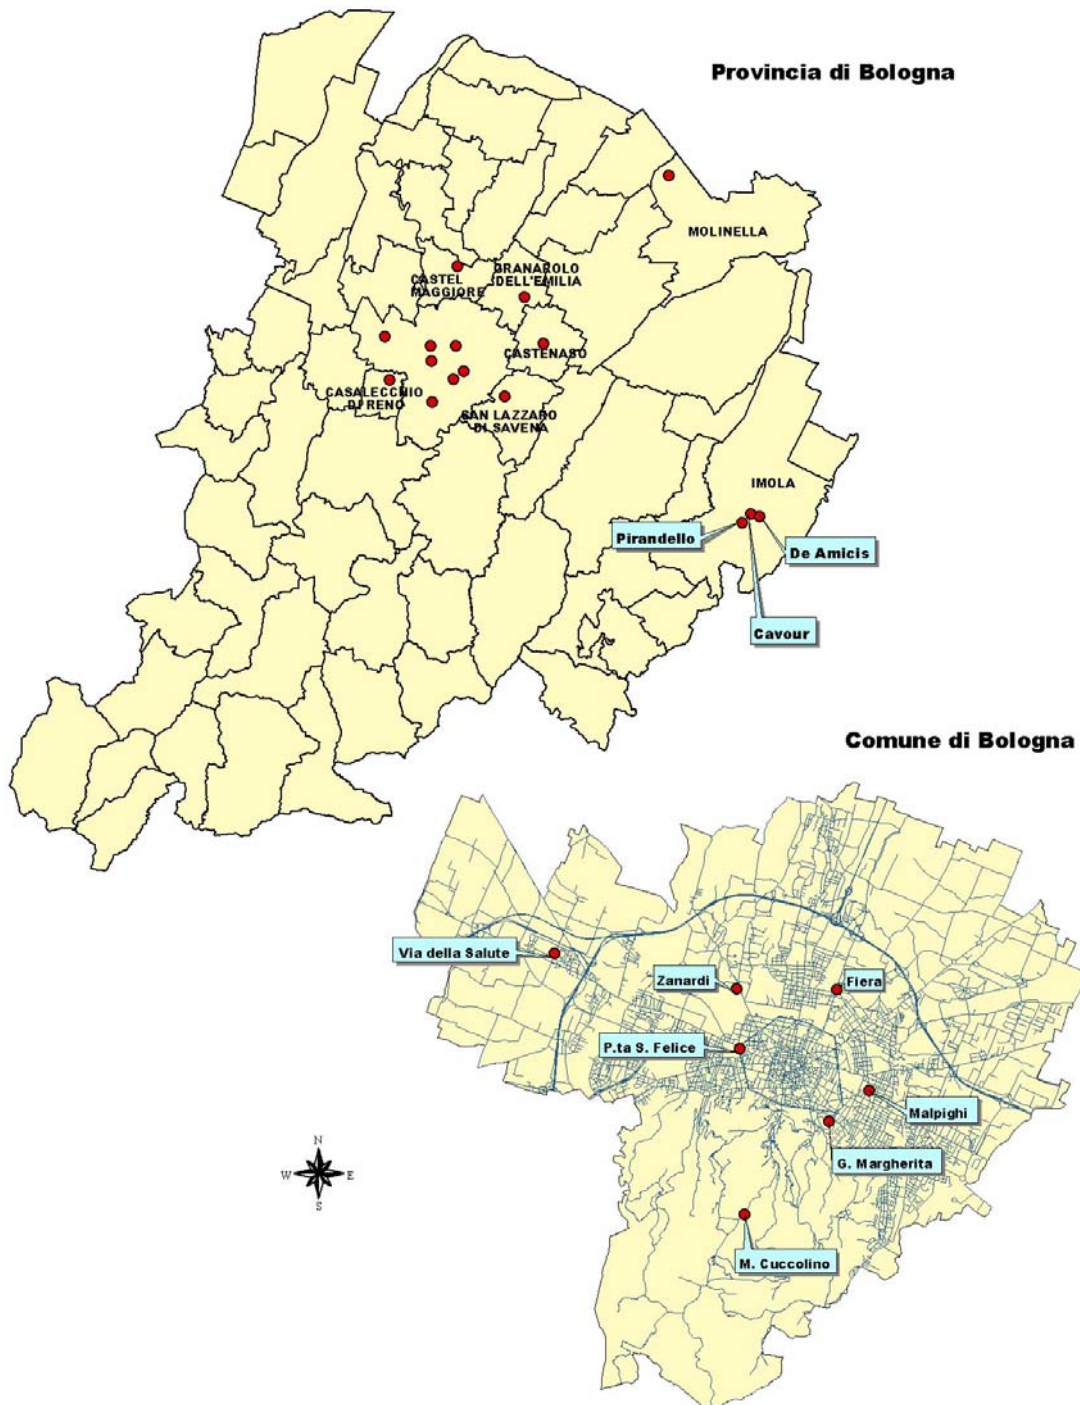 Provincia di Bologna
MOLINELLA
GRANAROLO
DELL'EMILIA
CASTEL
MAGGIORE
CASTENASO
CASALECCHIO
DI RENO
SAN LAZZARO
DI SAVENA
IMOLA
Pirandello
De Amicis
Cavour
Comune di Bologna
Via della Salute
Zanardi
Fiera
P.ta S. Felice
Malpighi
G. Margherita
M. Cuccolino
N
W
E
S